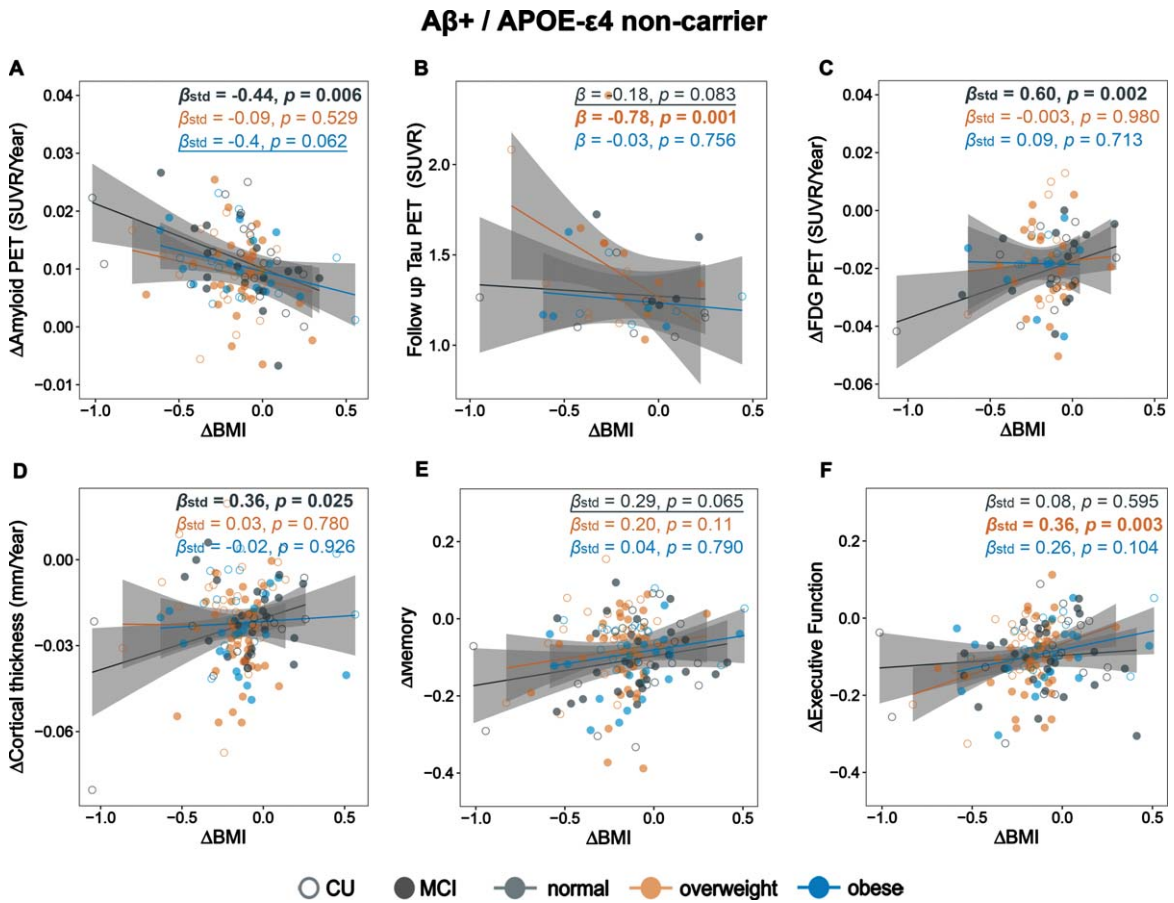 Aβ+ / APOE-ε4 non-carrier
A
βstd = -0.44, p = 0.006
βstd = -0.09, p = 0.529
βstd = -0.4, p = 0.062
ΔAmyloid PET (SUVR/Year)
0.04
0.03
0.02
0.01
0.00
−0.01
−1.0 −0.5 0.0 0.5
ΔBMI
B
β = -0.18, p = 0.083
β = -0.78, p = 0.001
β = -0.03, p = 0.756
Follow up Tau PET (SUVR)
2.0
1.5
1.0
−1.0 −0.5 0.0 0.5
ΔBMI
C
βstd = 0.60, p = 0.002
βstd = -0.003, p = 0.980
βstd = 0.09, p = 0.713
ΔFDG PET (SUVR/Year)
0.04
0.02
0.00
−0.02
−0.04
−0.06
−1.0 −0.5 0.0 0.5
ΔBMI
D
βstd = 0.36, p = 0.025
βstd = 0.03, p = 0.780
βstd = -0.02, p = 0.926
ΔCortical thickness (mm/Year)
0.00
−0.03
−0.06
−1.0 −0.5 0.0 0.5
ΔBMI
E
βstd = 0.29, p = 0.065
βstd = 0.20, p = 0.11
βstd = 0.04, p = 0.790
ΔMemory
0.2
0.0
−0.2
−0.4
−1.0 −0.5 0.0 0.5
ΔBMI
F
βstd = 0.08, p = 0.595
βstd = 0.36, p = 0.003
βstd = 0.26, p = 0.104
ΔExecutive Function
0.2
0.0
−0.2
−0.4
−1.0 −0.5 0.0 0.5
ΔBMI
CU MCI normal overweight obese